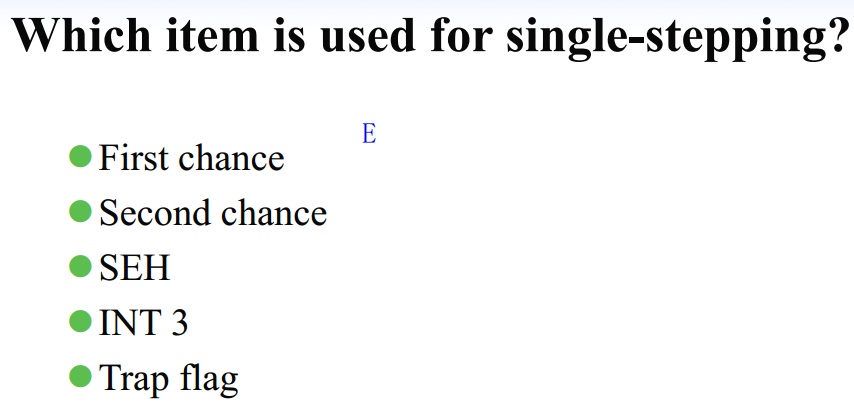 Which item is used for single-stepping?
E
First chance
Second chance
SEH
INT 3
Trap flag